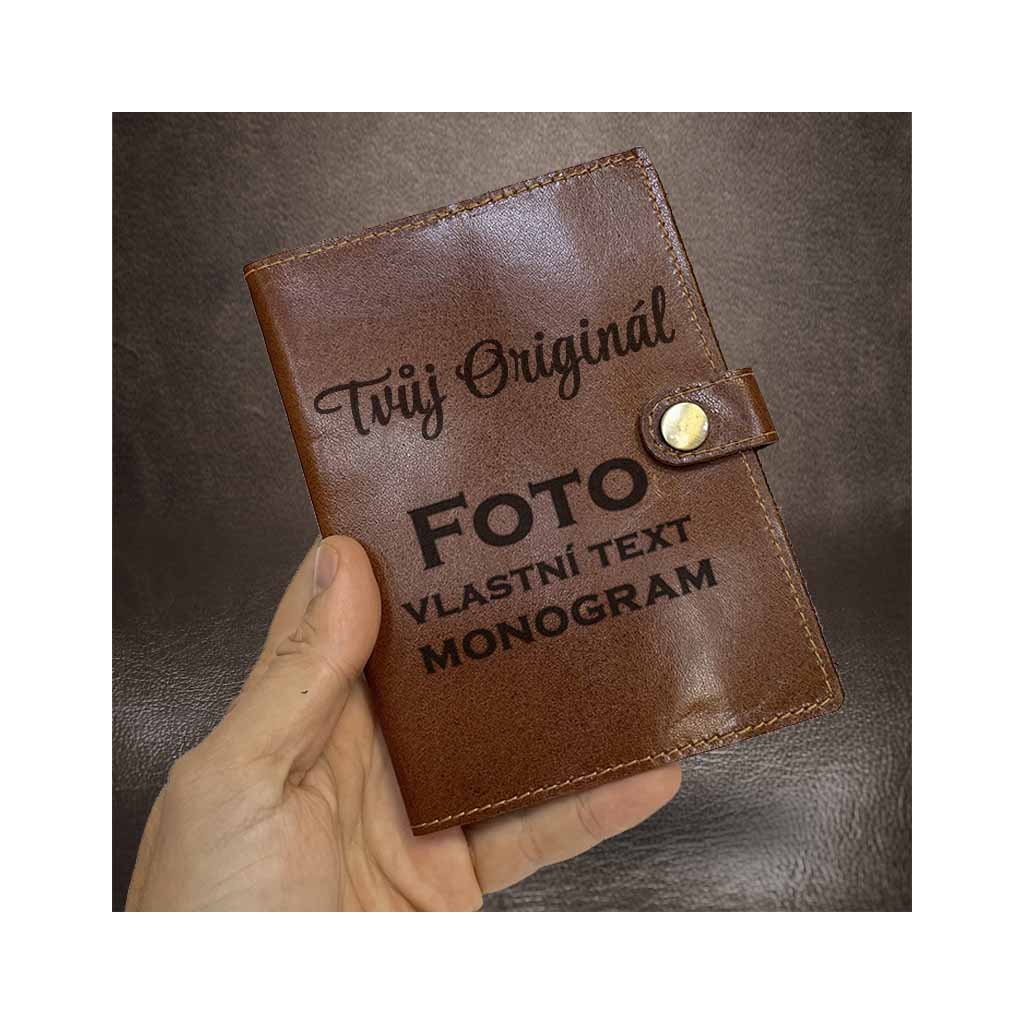 Tvůj Originál
FOTO
VLASTNÍ TEXT
MONOGRAM